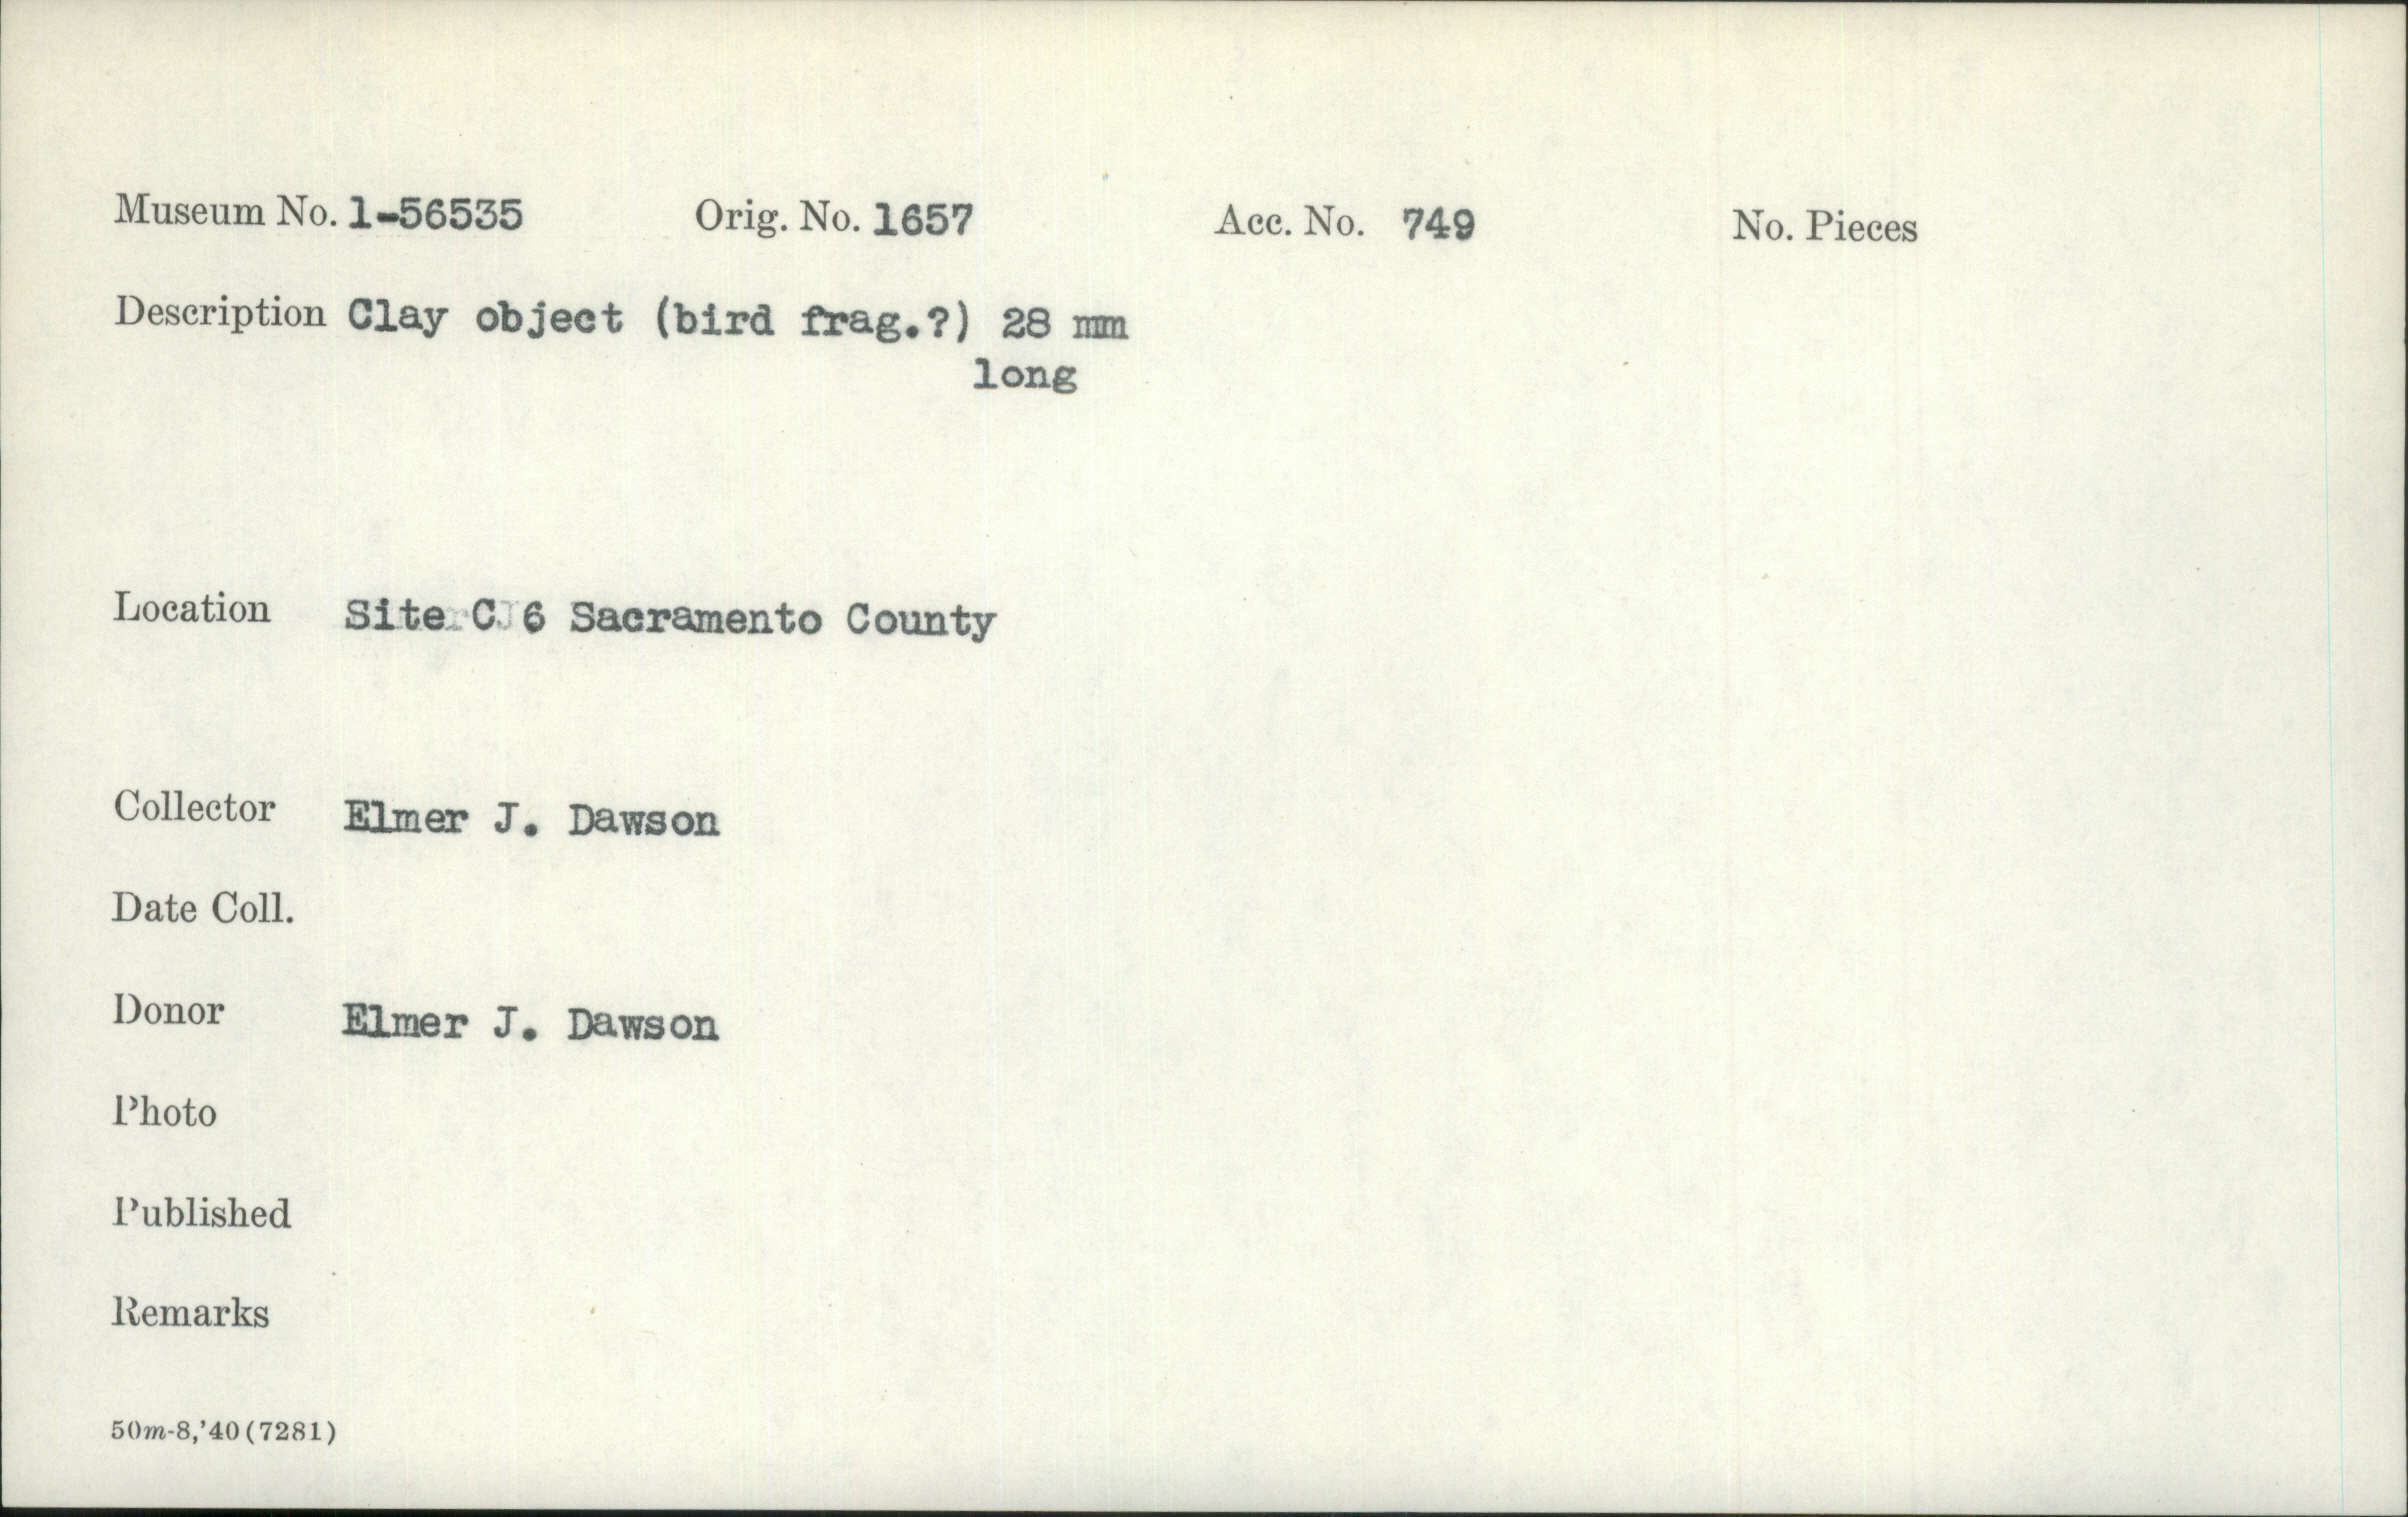 Museum No. 1-56535 Orig. No. 1657 Acc. No. 749 No. Pieces
Description Clay object (bird frag.?) 28 mm
long
Location Site C 6 Sacramento County
Collector Elmer J. Dawson
Date Coll.
Donor Elmer J. Dawson
Photo
Published
Remarks
50m-8,'40(7281)